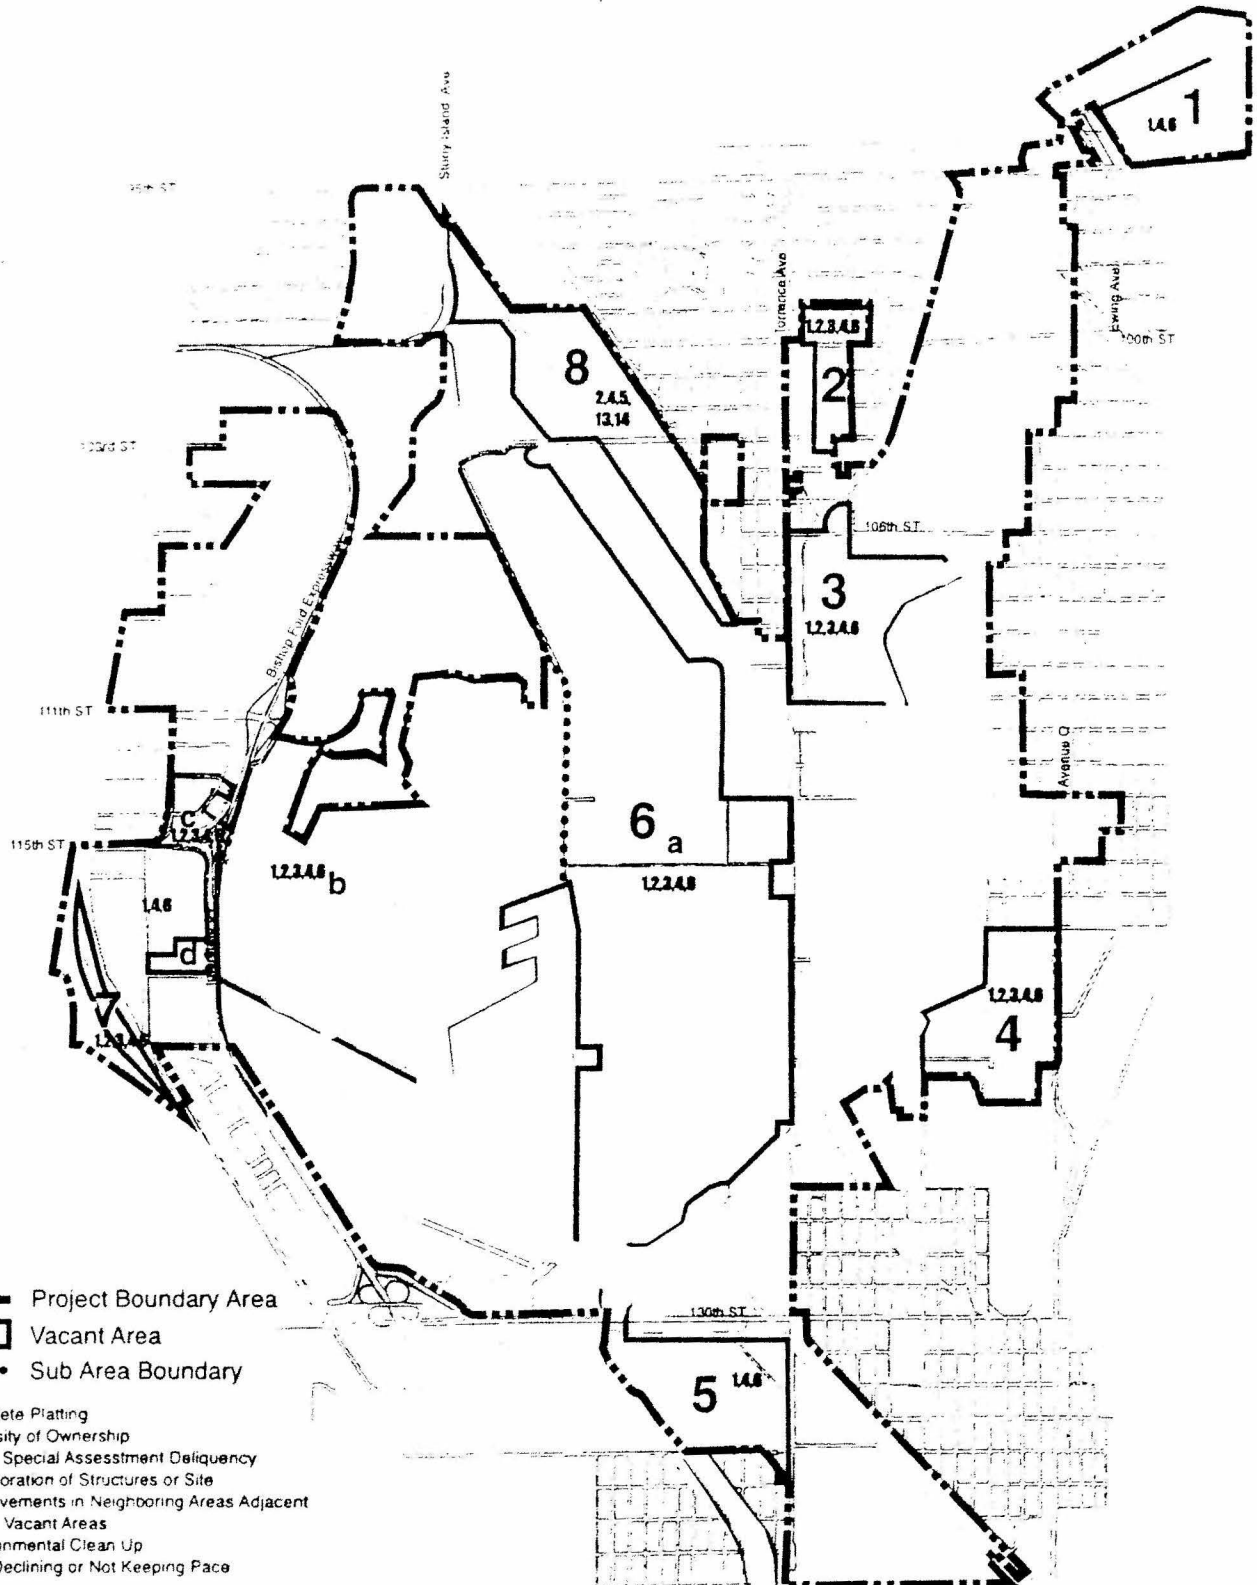 Stony Island Ave
95th ST
1
1,4,6
Torrance Ave
Ewing Ave
1,2,3,4,6
100th ST
8
2
2,4,5,
13,14
103rd ST
106th ST
Bishop Ford
3
1,2,3,4,6
111th ST
Avenue O
c
6 a
115th ST
1,2,3,4,6 b
1,2,3,4,6
1,4,6
d
1,2,3,4,6
7
4
Project Boundary Area
130th ST
Vacant Area
Sub Area Boundary
5 1,4,6
ete Platting
sity of Ownership
Special Assesstment Deliquency
oration of Structures or Site
vements in Neighboring Areas Adjacent
Vacant Areas
onmental Clean Up
Declining or Not Keeping Pace